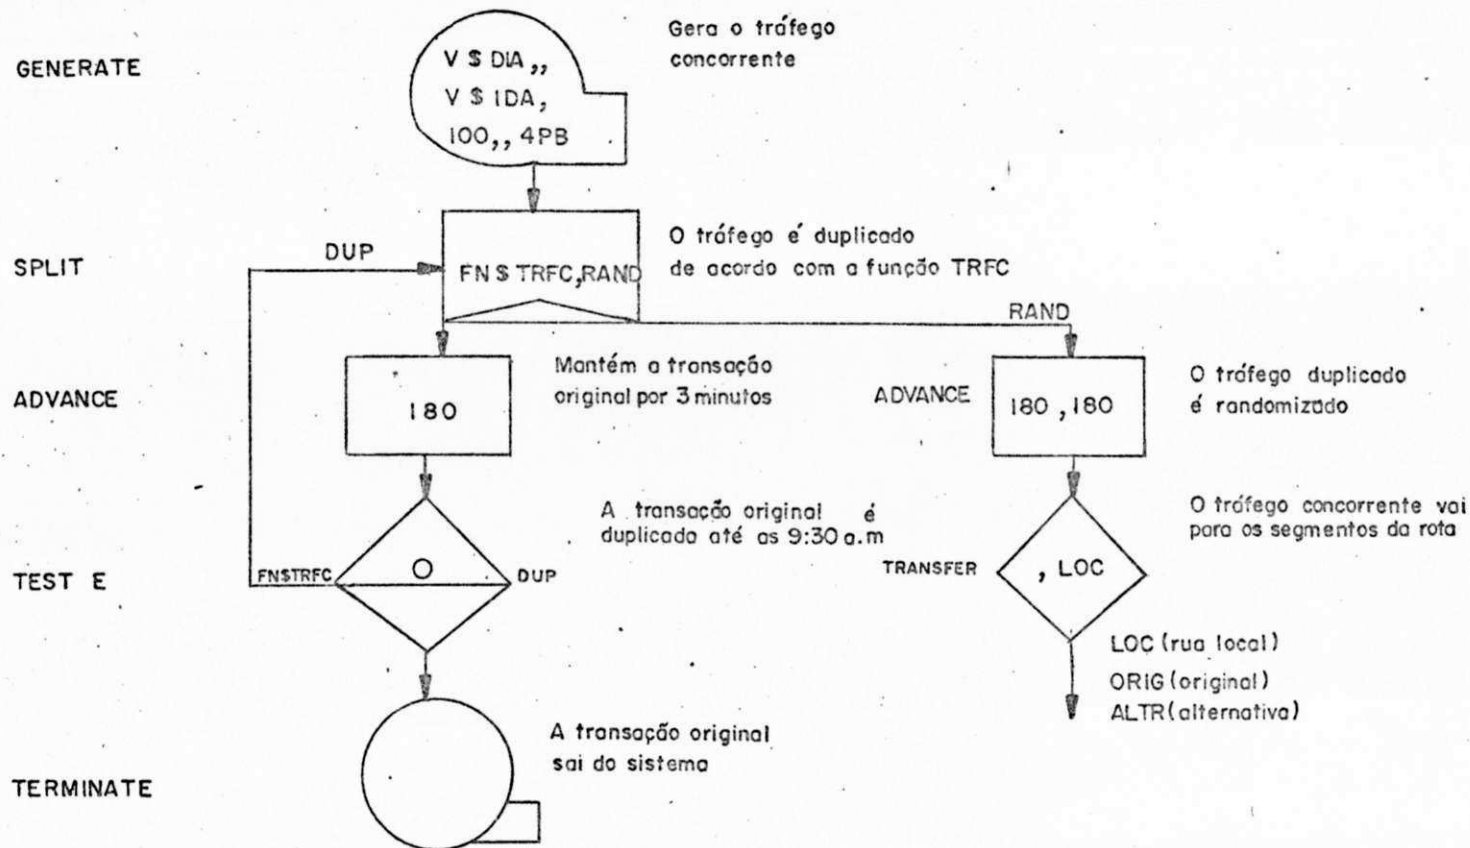 GENERATE
V $ DIA ,,
V $ IDA,
100,, 4PB
Gera o tráfego
concorrente
SPLIT
DUP
FN $ TRFC,RAND
O tráfego é duplicado
de acordo com a função TRFC
RAND
ADVANCE
180
Mantém a transação
original por 3 minutos
ADVANCE
180 , 180
O tráfego duplicado
é randomizado
TEST E
FN$TRFC
O
DUP
A transação original é
duplicada até as 9:30 a.m
TRANSFER
, LOC
O tráfego concorrente vai
para os segmentos da rota
LOC (rua local)
ORIG (original)
ALTR (alternativa)
TERMINATE
A transação original
sai do sistema